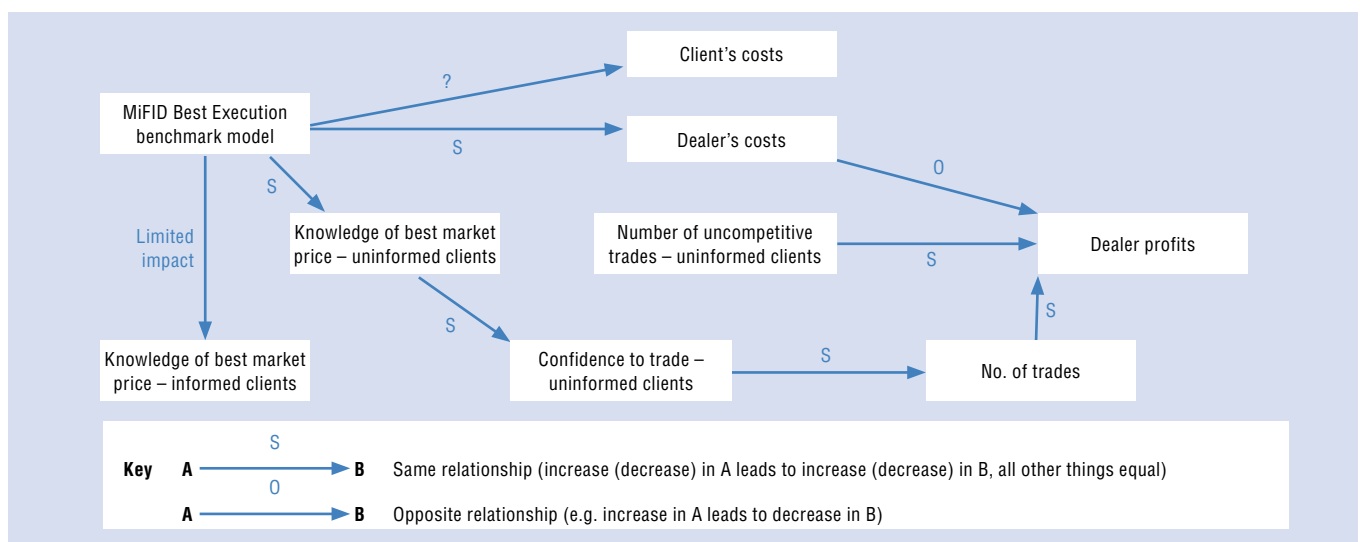 Client's costs
?
MiFID Best Execution
benchmark model
S
Dealer's costs
O
S
Limited
impact
Knowledge of best market
price – uninformed clients
Number of uncompetitive
trades – uninformed clients
S
Dealer profits
S
S
Knowledge of best market
price – informed clients
Confidence to trade –
uninformed clients
S
No. of trades
S
Key A B Same relationship (increase (decrease) in A leads to increase (decrease) in B, all other things equal)
O
A B Opposite relationship (e.g. increase in A leads to decrease in B)